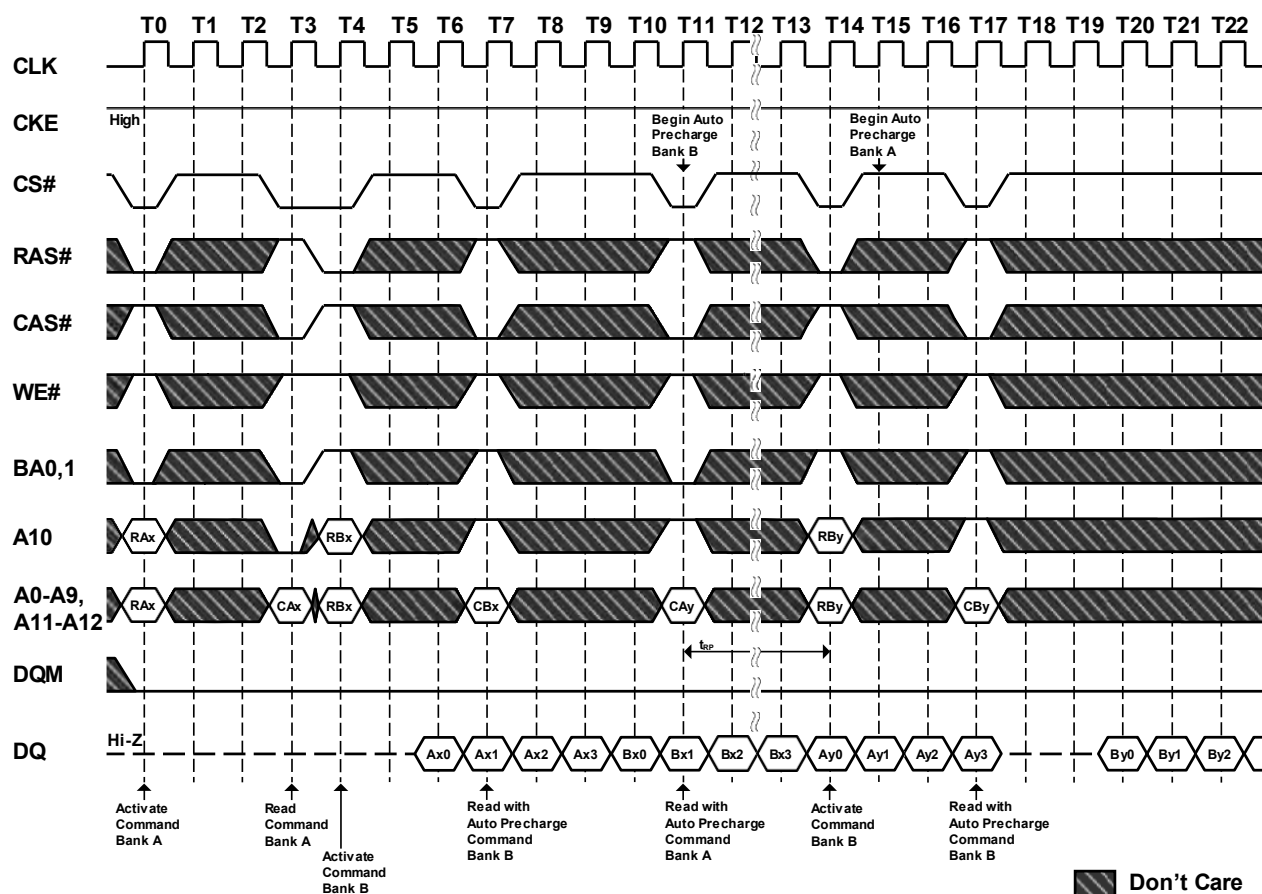 T0 T1 T2 T3 T4 T5 T6 T7 T8 T9 T10 T11 T12 T13 T14 T15 T16 T17 T18 T19 T20 T21 T22
CLK
CKE
High
Begin Auto
Precharge
Bank B
Begin Auto
Precharge
Bank A
CS#
RAS#
CAS#
WE#
BA0,1
A10
RAx RBx RBy
A0-A9,
A11-A12
RAx CAx RBx CBx CAy RBy CBy
tRP
DQM
DQ
Hi-Z
Ax0 Ax1 Ax2 Ax3 Bx0 Bx1 Bx2 Bx3 Ay0 Ay1 Ay2 Ay3 By0 By1 By2
Activate
Command
Bank A
Read
Command
Bank A
Activate
Command
Bank B
Read with
Auto Precharge
Command
Bank B
Read with
Auto Precharge
Command
Bank A
Activate
Command
Bank B
Read with
Auto Precharge
Command
Bank B
Don't Care